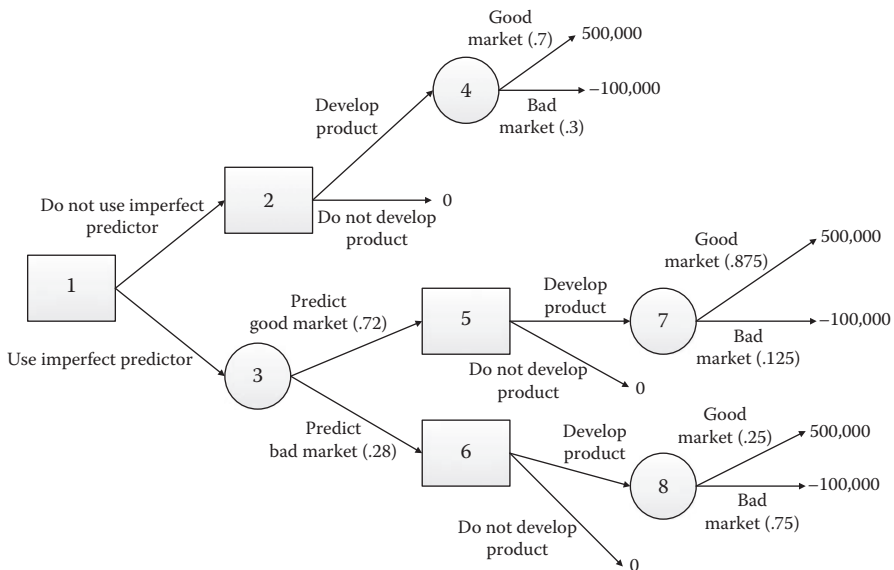 Good
market (.7)
500,000
4
−100,000
Bad
market (.3)
Develop
product
2
0
Do not develop
product
Do not use imperfect
predictor
1
Use imperfect predictor
3
Predict
good market (.72)
5
Develop
product
7
Good
market (.875)
500,000
−100,000
Bad
market (.125)
Do not develop
product
0
Predict
bad market (.28)
6
Develop
product
8
Good
market (.25)
500,000
−100,000
Bad
market (.75)
Do not develop
product
0